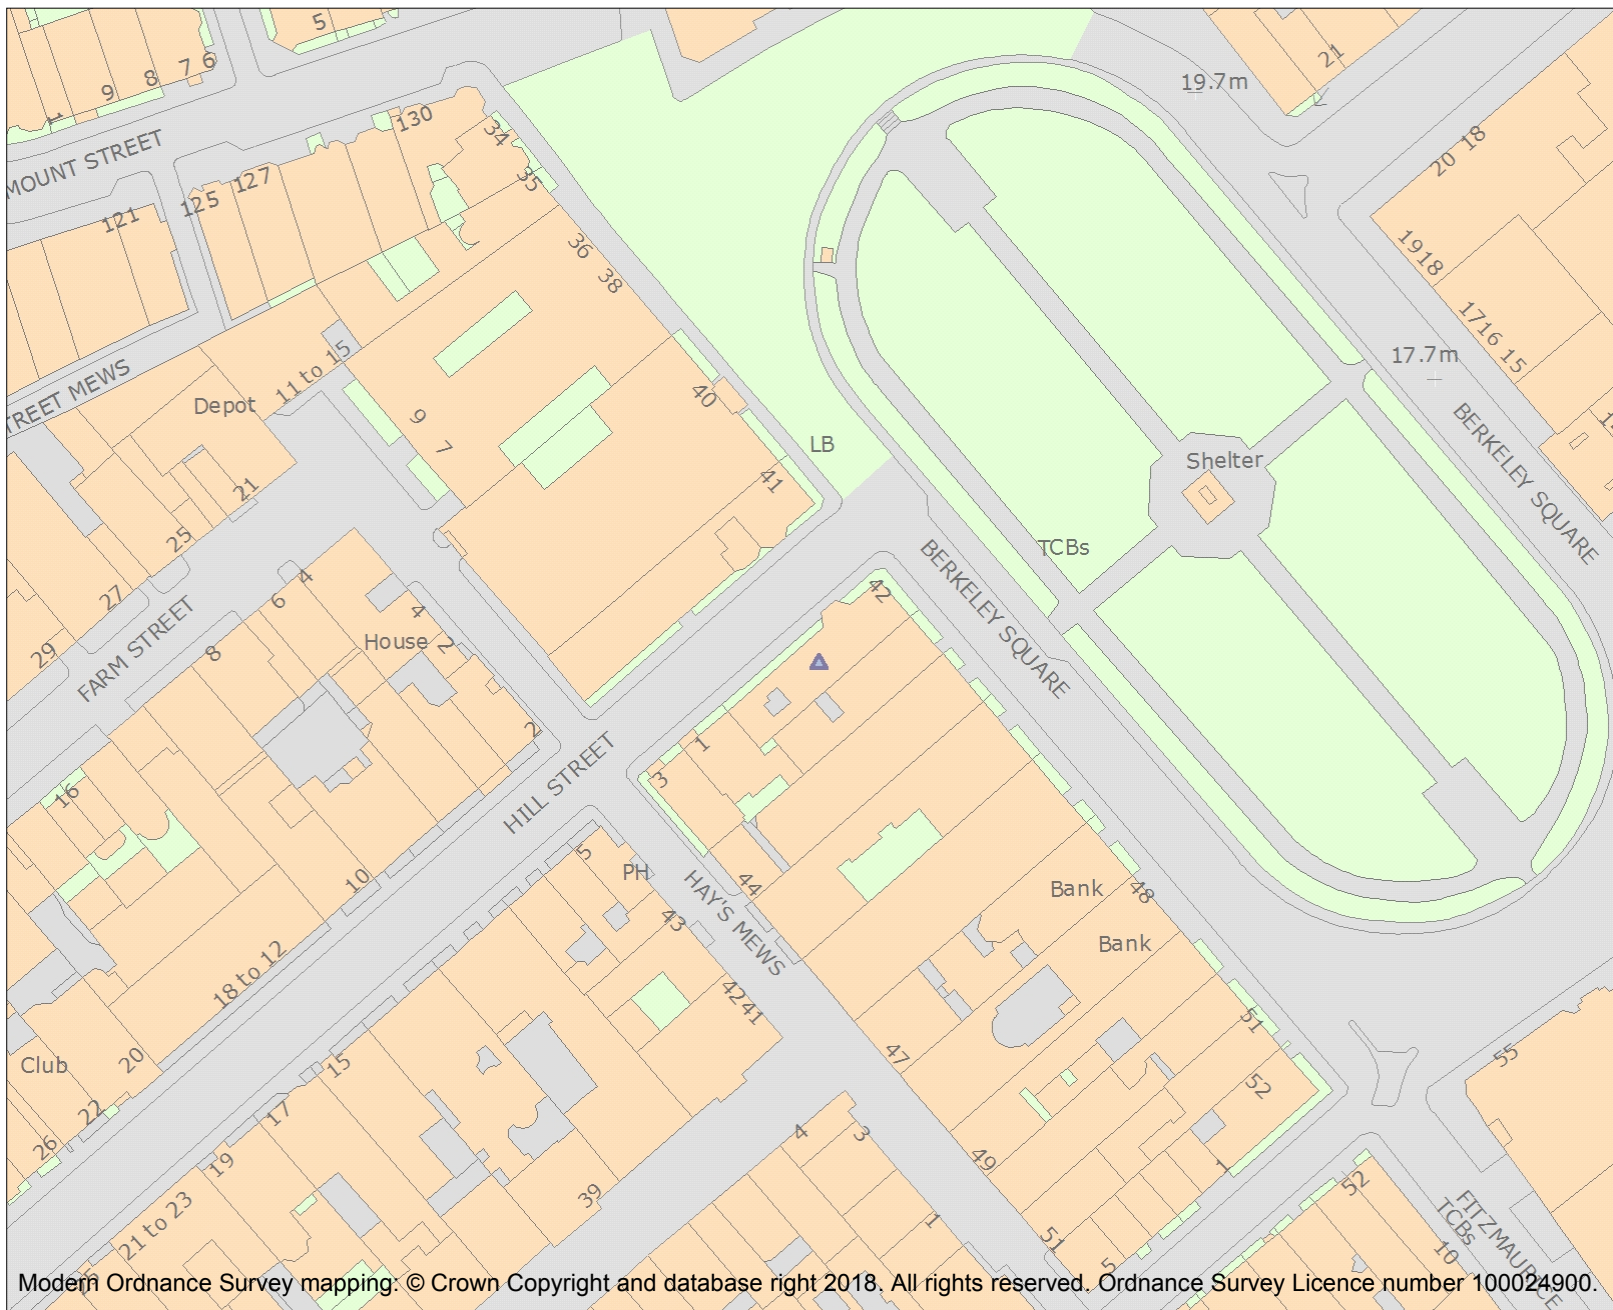 5
21
19.7m
9
8
7
6
1
130
34
MOUNT STREET
20
18
35
127
125
121
36
38
1918
1716
15
17.7m
11 to 15
TREET MEWS
Depot
9
7
40
LB
BERKELEY SQUARE
Shelter
41
21
25
TCBs
BERKELEY SQUARE
4
6
42
27
4
2
House
29
8
FARM STREET
2
1
3
HILL STREET
16
5
PH
10
44
HAY'S MEWS
Bank
48
43
Bank
18 to 12
4241
51
47
Club
20
15
55
52
22
17
26
19
4
3
49
1
52
39
21 to 23
1
51
FITZMAURICE
TCBs
10
5
Modern Ordnance Survey mapping: © Crown Copyright and database right 2018. All rights reserved. Ordnance Survey Licence number 100024900.